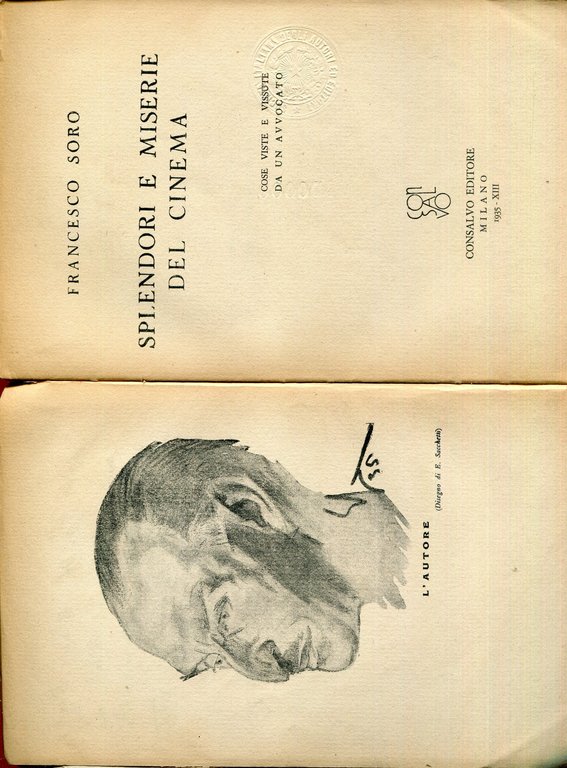 L'AUTORE
(Disegno di E. Sacchetti)
FRANCESCO SORO
SPLENDORI E MISERIE
DEL CINEMA
COSE VISTE E VISSUTE
DA UN AVVOCATO
CONSALVO
CONSALVO EDITORE
MILANO
1935 - XIII